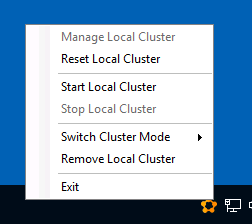 Manage Local Cluster
Reset Local Cluster
Start Local Cluster
Stop Local Cluster
Switch Cluster Mode
Remove Local Cluster
Exit